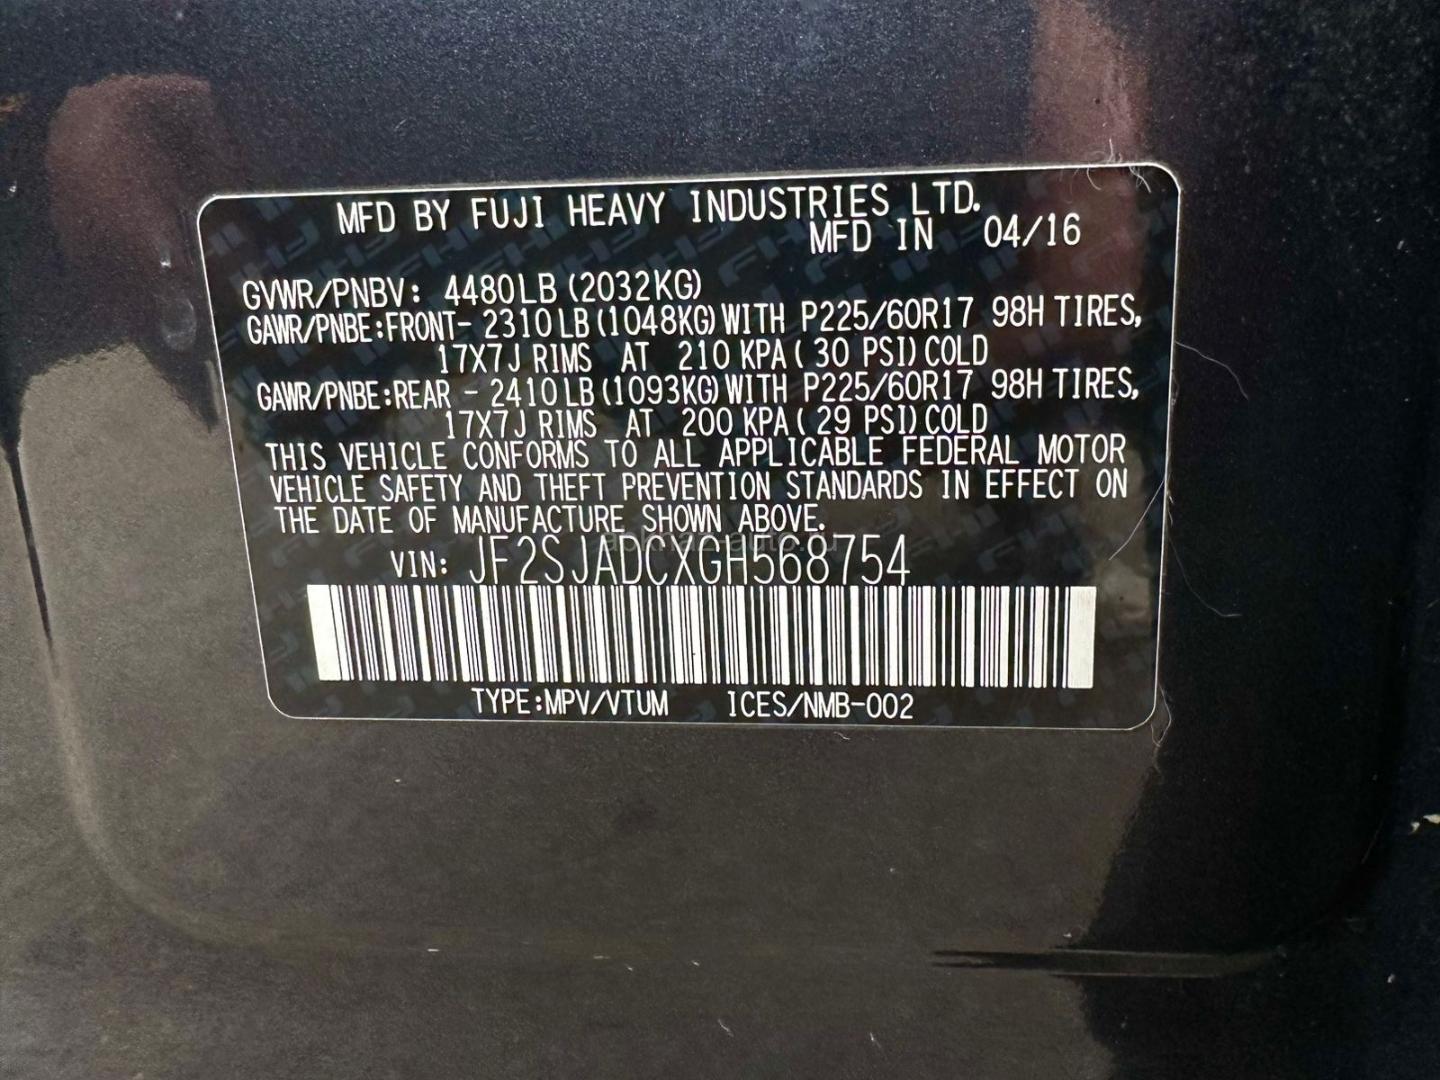 MFD BY FUJI HEAVY INDUSTRIES LTD.
MFD IN 04/16
GVWR/PNBV: 4480LB (2032KG)
GAWR/PNBE:FRONT- 2310 LB (1048KG) WITH P225/60R17 98H TIRES,
17X7J RIMS AT 210 KPA ( 30 PSI) COLD
GAWR/PNBE:REAR - 2410 LB (1093KG) WITH P225/60R17 98H TIRES,
17X7J RIMS AT 200 KPA ( 29 PSI) COLD
THIS VEHICLE CONFORMS TO ALL APPLICABLE FEDERAL MOTOR
VEHICLE SAFETY AND THEFT PREVENTION STANDARDS IN EFFECT ON
THE DATE OF MANUFACTURE SHOWN ABOVE.
VIN: JF2SJADCXGH568754
TYPE:MPV/VTUM ICES/NMB-002